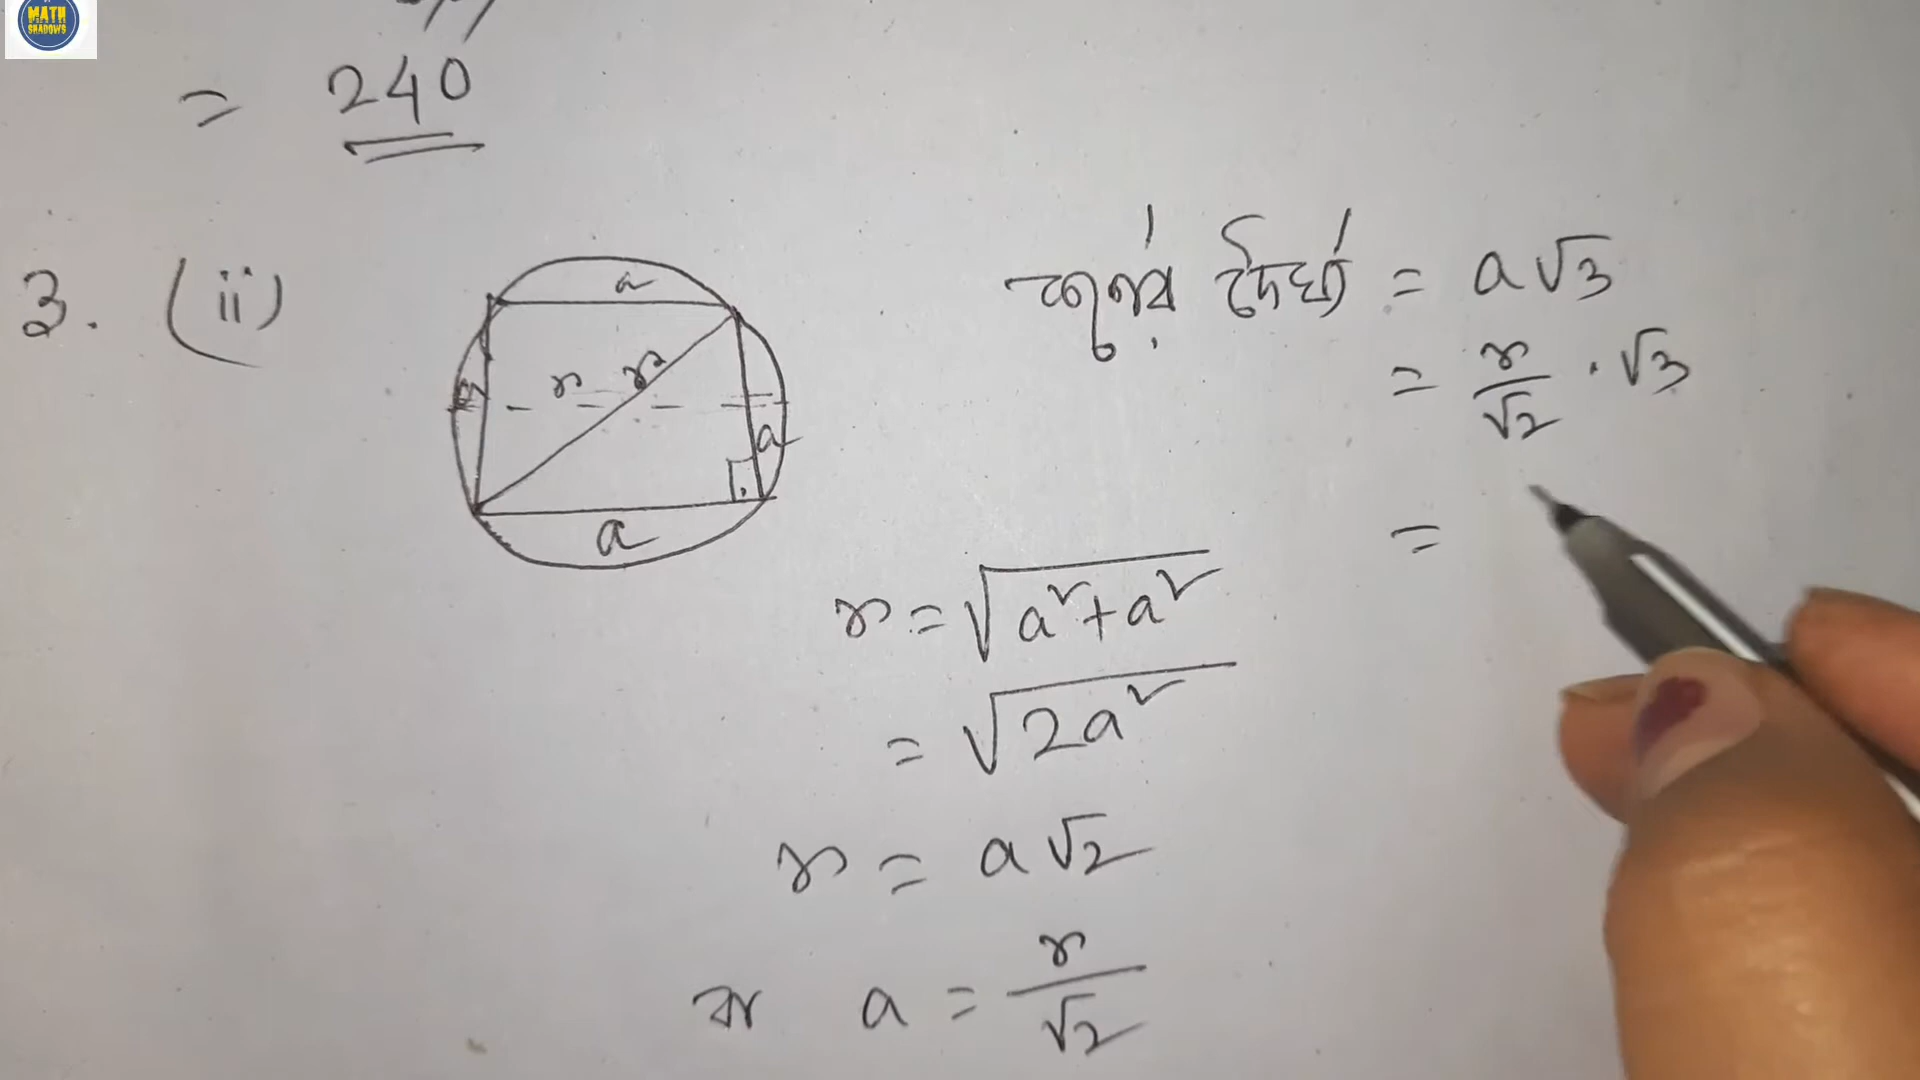 MATH
SHADOWS
= 240
3. (ii)
a
r r
a
a
কর্ণের দৈর্ঘ্য = a√3
= r/√2 · √3
=
r = √(a²+a²)
= √(2a²)
r = a√2
বা a = r/√2